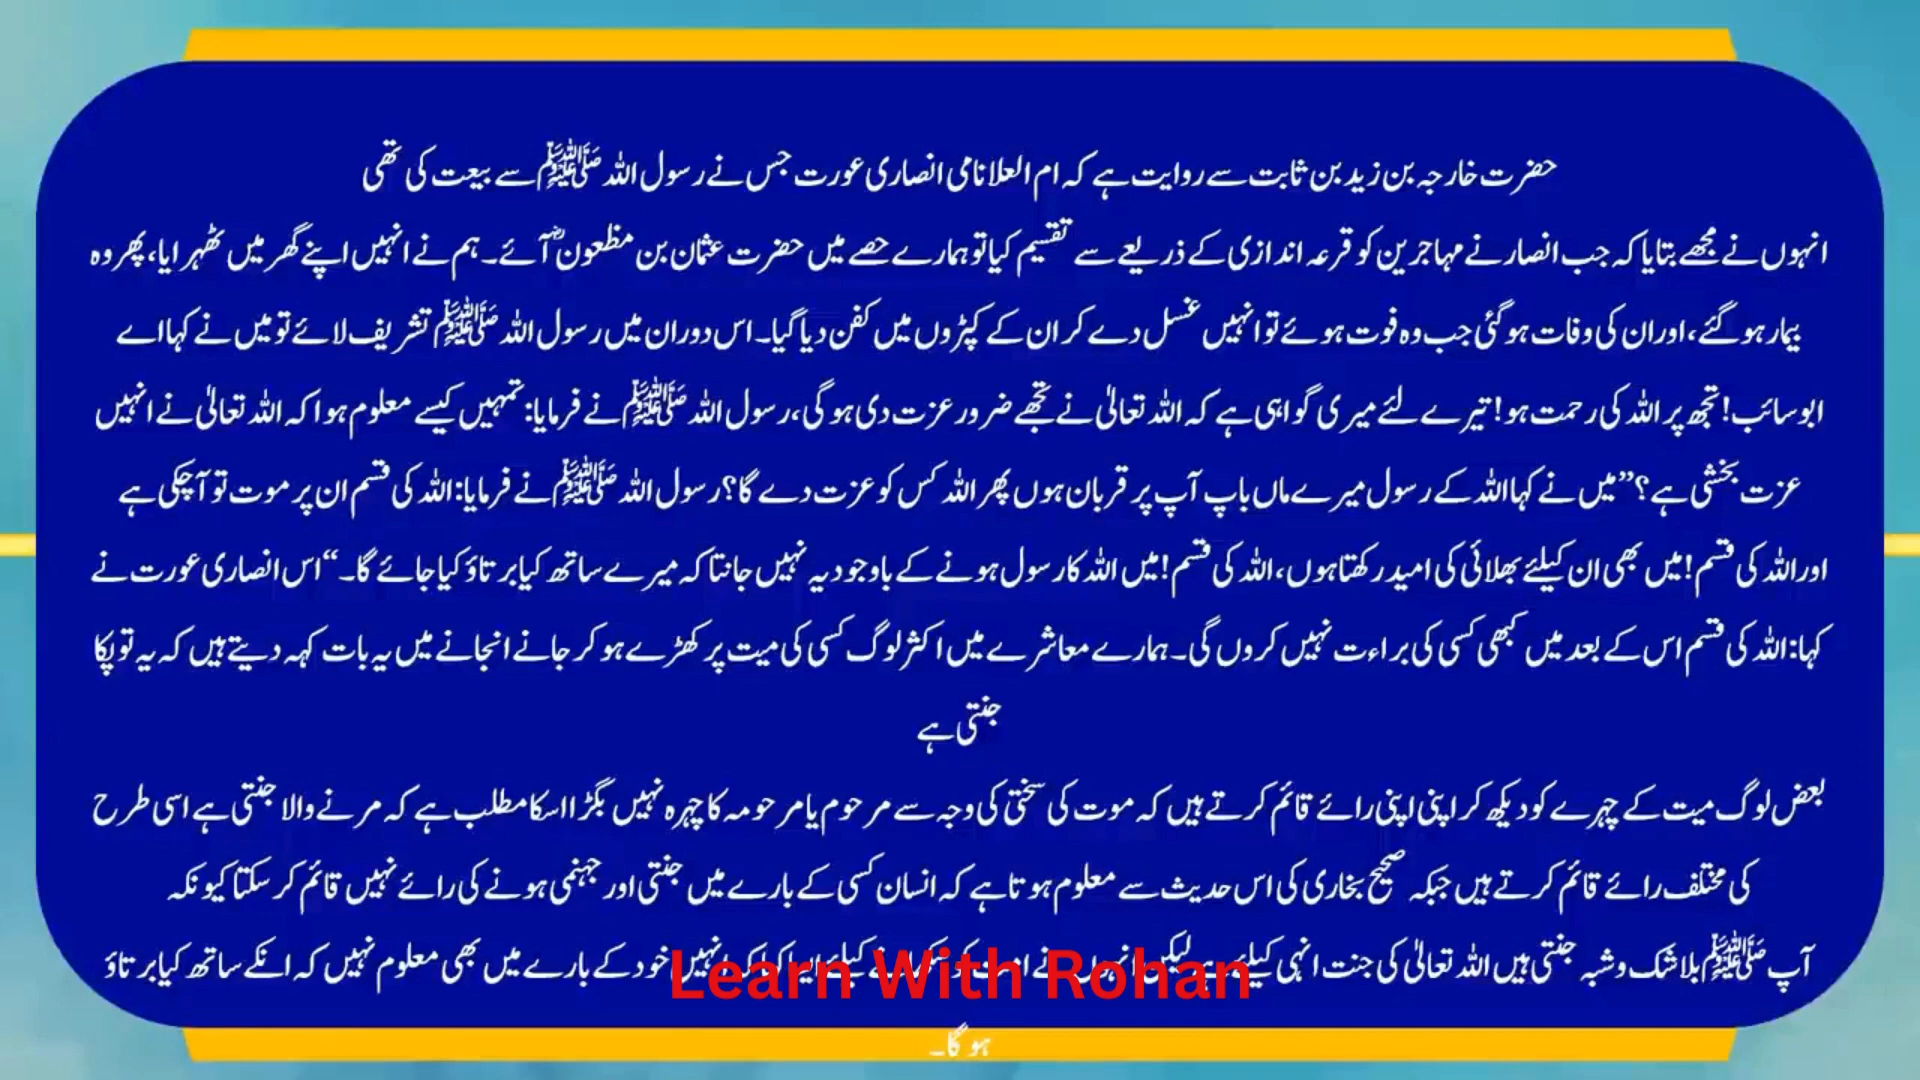 حضرت خارجہ بن زید بن ثابت سے روایت ہے کہ ام العلا نامی انصاری عورت جس نے رسول اللہ ﷺ سے بیعت کی تھی
انہوں نے مجھے بتایا کہ جب انصار نے مہاجرین کو قرعہ اندازی کے ذریعے سے تقسیم کیا تو ہمارے حصے میں حضرت عثمان بن مظعونؓ آئے۔ ہم نے انہیں اپنے گھر میں ٹھہرایا، پھر وہ
بیمار ہو گئے، اور ان کی وفات ہو گئی جب وہ فوت ہوئے تو انہیں غسل دے کر ان کے کپڑوں میں کفن دیا گیا۔ اس دوران میں رسول اللہ ﷺ تشریف لائے تو میں نے کہا اے
ابو سائب! تجھ پر اللہ کی رحمت ہو! تیرے لئے میری گواہی ہے کہ اللہ تعالیٰ نے تجھے ضرور عزت دی ہو گی، رسول اللہ ﷺ نے فرمایا: تمہیں کیسے معلوم ہوا کہ اللہ تعالیٰ نے انہیں
عزت بخشی ہے؟” میں نے کہا اللہ کے رسول میرے ماں باپ آپ پر قربان ہوں پھر اللہ کس کو عزت دے گا؟ رسول اللہ ﷺ نے فرمایا: اللہ کی قسم ان پر موت تو آ چکی ہے
اور اللہ کی قسم! میں بھی ان کیلئے بھلائی کی امید رکھتا ہوں، اللہ کی قسم! میں اللہ کا رسول ہونے کے باوجود یہ نہیں جانتا کہ میرے ساتھ کیا برتاؤ کیا جائے گا۔“ اس انصاری عورت نے
کہا: اللہ کی قسم اس کے بعد میں کبھی کسی کی براءت نہیں کروں گی۔ ہمارے معاشرے میں اکثر لوگ کسی کی میت پر کھڑے ہو کر جانے انجانے میں یہ بات کہہ دیتے ہیں کہ یہ تو پکا
جنتی ہے
بعض لوگ میت کے چہرے کو دیکھ کر اپنی اپنی رائے قائم کرتے ہیں کہ موت کی سختی کی وجہ سے مرحوم یا مرحومہ کا چہرہ نہیں بگڑا اسکا مطلب ہے کہ مرنے والا جنتی ہے اسی طرح
کی مختلف رائے قائم کرتے ہیں جبکہ صحیح بخاری کی اس حدیث سے معلوم ہوتا ہے کہ انسان کسی کے بارے میں جنتی اور جہنمی ہونے کی رائے نہیں قائم کر سکتا کیونکہ
آپ ﷺ بلا شک و شبہ جنتی ہیں اللہ تعالیٰ کی جنت انہی کیلئے ہے لیکن نے خود کے بارے میں بھی معلوم نہیں کہ انکے ساتھ کیا برتاؤ
Learn With Rohan
ہو گا۔